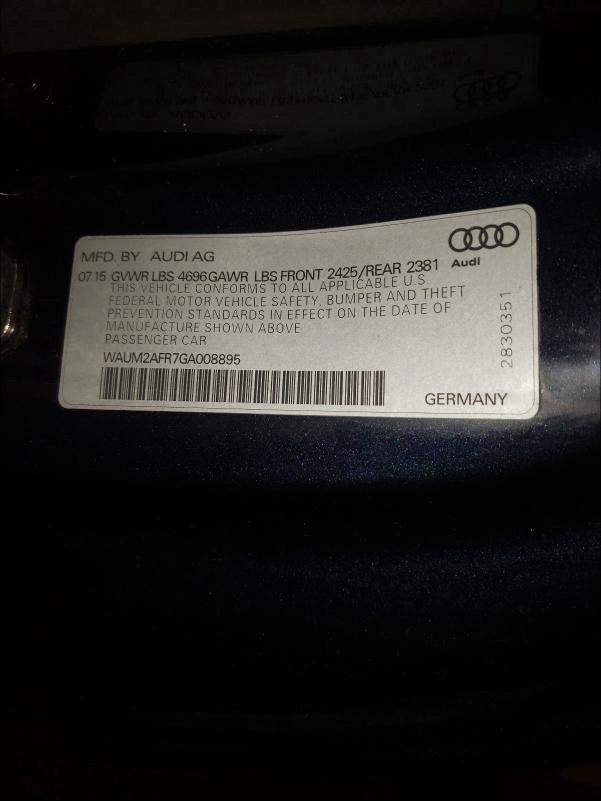 MFD. BY AUDI AG
07 15 GVWR LBS 4696 GAWR LBS FRONT 2425/REAR 2381
THIS VEHICLE CONFORMS TO ALL APPLICABLE U.S.
FEDERAL MOTOR VEHICLE SAFETY, BUMPER AND THEFT
PREVENTION STANDARDS IN EFFECT ON THE DATE OF
MANUFACTURE SHOWN ABOVE
PASSENGER CAR
WAUM2AFR7GA008895
Audi
2830351
GERMANY